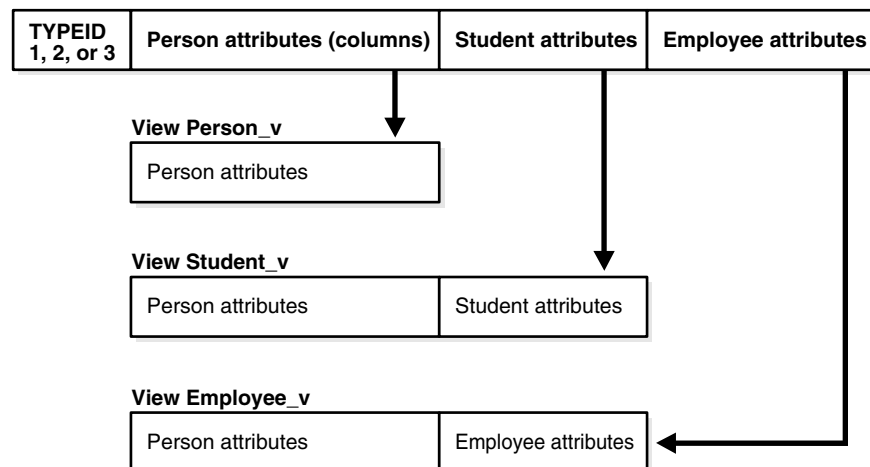 TYPEID
1, 2, or 3
Person attributes (columns)
Student attributes
Employee attributes
View Person_v
Person attributes
View Student_v
Person attributes
Student attributes
View Employee_v
Person attributes
Employee attributes